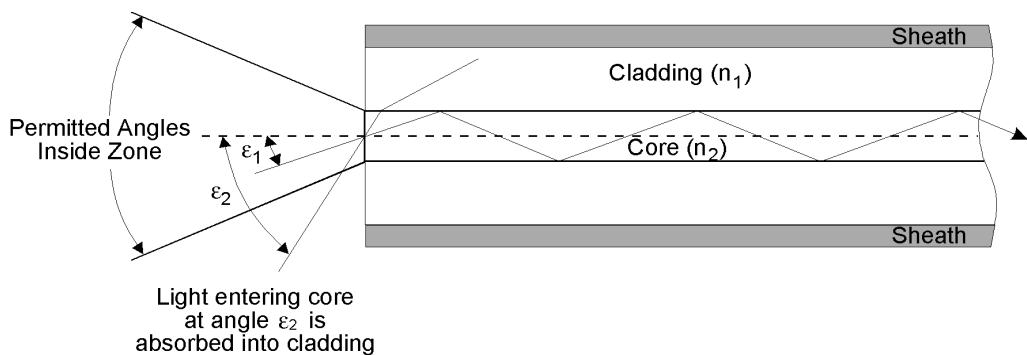 Sheath
Cladding (n₁)
Permitted Angles
Inside Zone
ε₁
Core (n₂)
ε₂
Sheath
Light entering core
at angle ε₂ is
absorbed into cladding